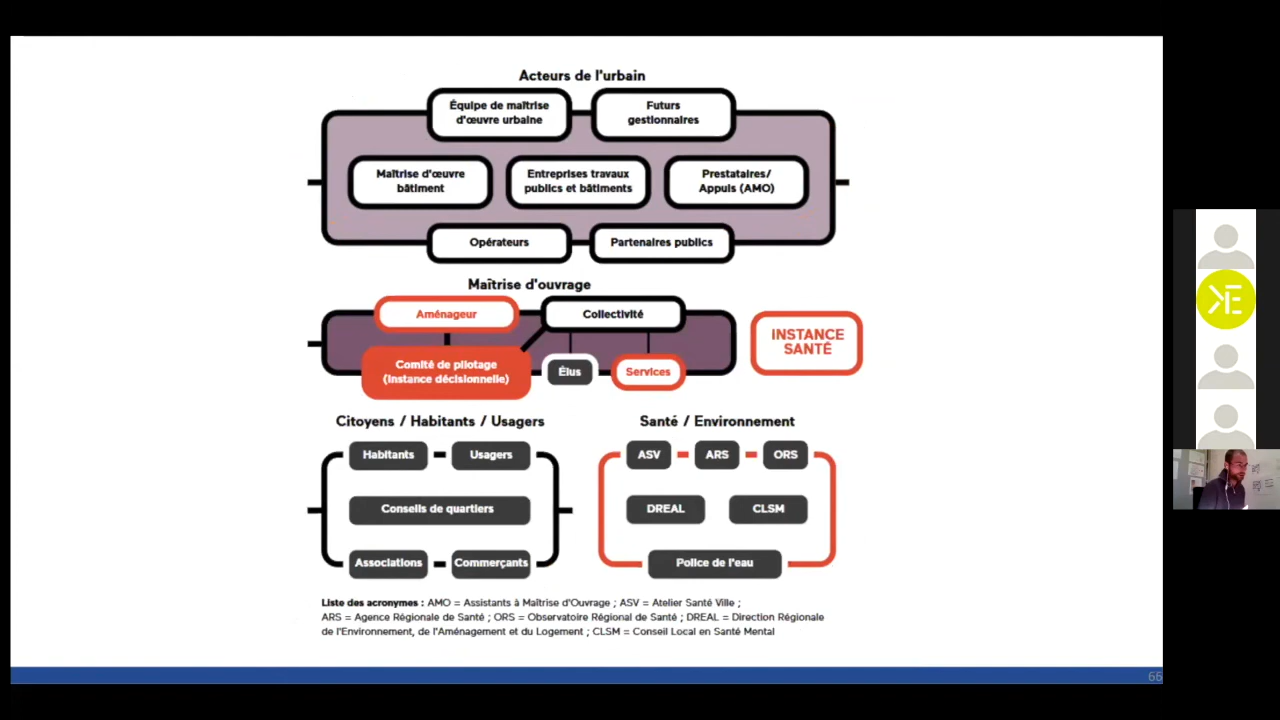 Acteurs de l'urbain
Équipe de maîtrise
d'œuvre urbaine
Futurs
gestionnaires
Maîtrise d'œuvre
bâtiment
Entreprises travaux
publics et bâtiments
Prestataires/
Appuis (AMO)
Opérateurs
Partenaires publics
Maîtrise d'ouvrage
Aménageur
Collectivité
Comité de pilotage
(instance décisionnelle)
Élus
Services
INSTANCE
SANTÉ
Citoyens / Habitants / Usagers
Habitants
Usagers
Conseils de quartiers
Associations
Commerçants
Santé / Environnement
ASV
ARS
ORS
DREAL
CLSM
Police de l'eau
Liste des acronymes : AMO = Assistants à Maîtrise d'Ouvrage ; ASV = Atelier Santé Ville ;
ARS = Agence Régionale de Santé ; ORS = Observatoire Régional de Santé ; DREAL = Direction Régionale
de l'Environnement, de l'Aménagement et du Logement ; CLSM = Conseil Local en Santé Mental
66